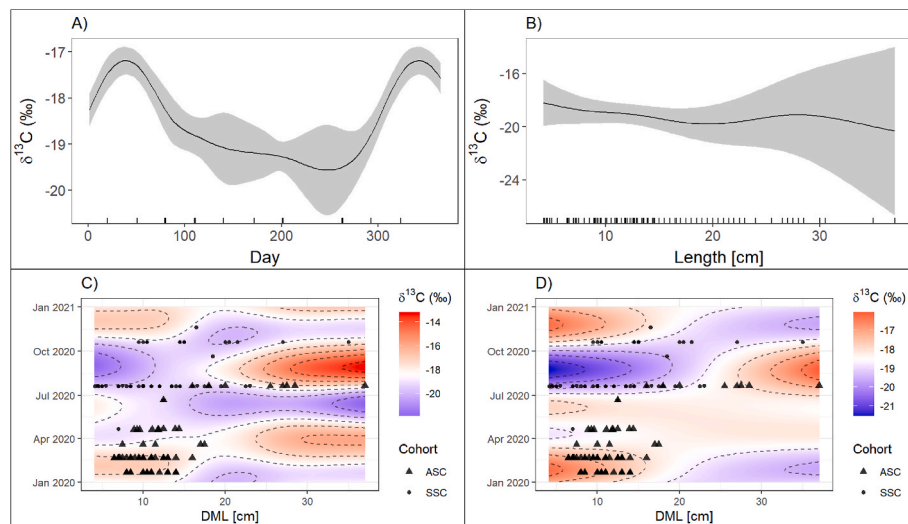 A)
δ¹³C (‰)
-17
-18
-19
-20
0 100 200 300
Day
B)
δ¹³C (‰)
-16
-20
-24
10 20 30
Length [cm]
C)
Jan 2021
Oct 2020
Jul 2020
Apr 2020
Jan 2020
10 20 30
DML [cm]
δ¹³C (‰)
-14
-16
-18
-20
Cohort
ASC
SSC
D)
Jan 2021
Oct 2020
Jul 2020
Apr 2020
Jan 2020
10 20 30
DML [cm]
δ¹³C (‰)
-17
-18
-19
-20
-21
Cohort
ASC
SSC